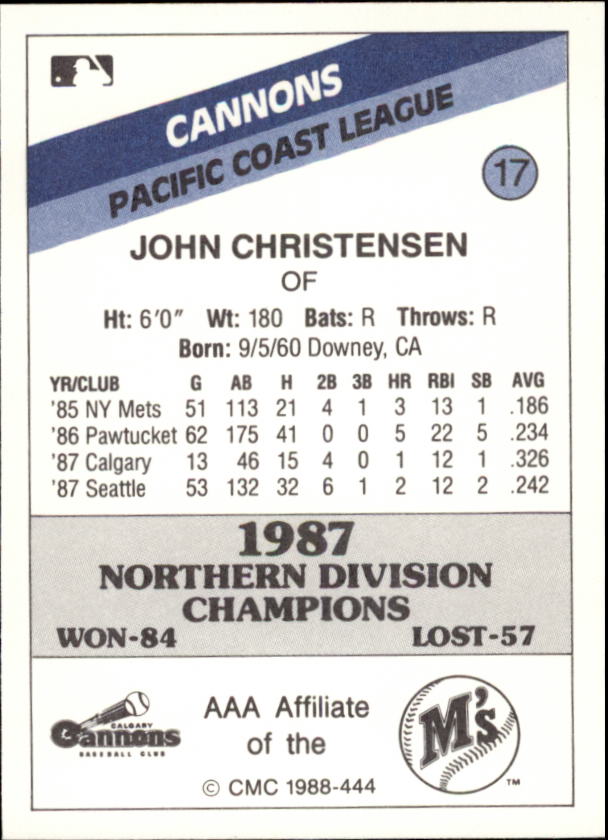 CANNONS
PACIFIC COAST LEAGUE
17
JOHN CHRISTENSEN
OF
Ht: 6'0" Wt: 180 Bats: R Throws: R
Born: 9/5/60 Downey, CA
YR/CLUB G AB H 2B 3B HR RBI SB AVG
'85 NY Mets 51 113 21 4 1 3 13 1 .186
'86 Pawtucket 62 175 41 0 0 5 22 5 .234
'87 Calgary 13 46 15 4 0 1 12 1 .326
'87 Seattle 53 132 32 6 1 2 12 2 .242
1987
NORTHERN DIVISION
CHAMPIONS
WON-84 LOST-57
CALGARY
Cannons
BASEBALL CLUB
AAA Affiliate
of the
M's
™
© CMC 1988-444